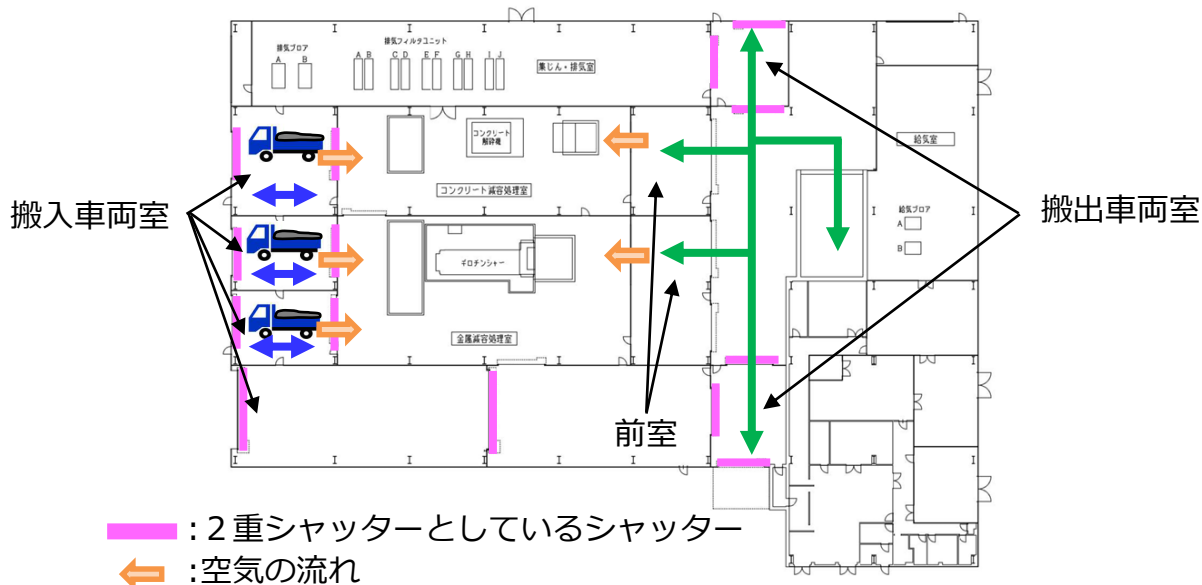 排気フィルタユニット
排気ブロア
A B
A B C D E F G H I J
集じん・排気室
コンクリート
解砕機
コンクリート減容処理室
給気室
給気ブロア
A
B
搬入車両室
搬出車両室
ギロチンシャー
金属減容処理室
前室
:２重シャッターとしているシャッター
:空気の流れ